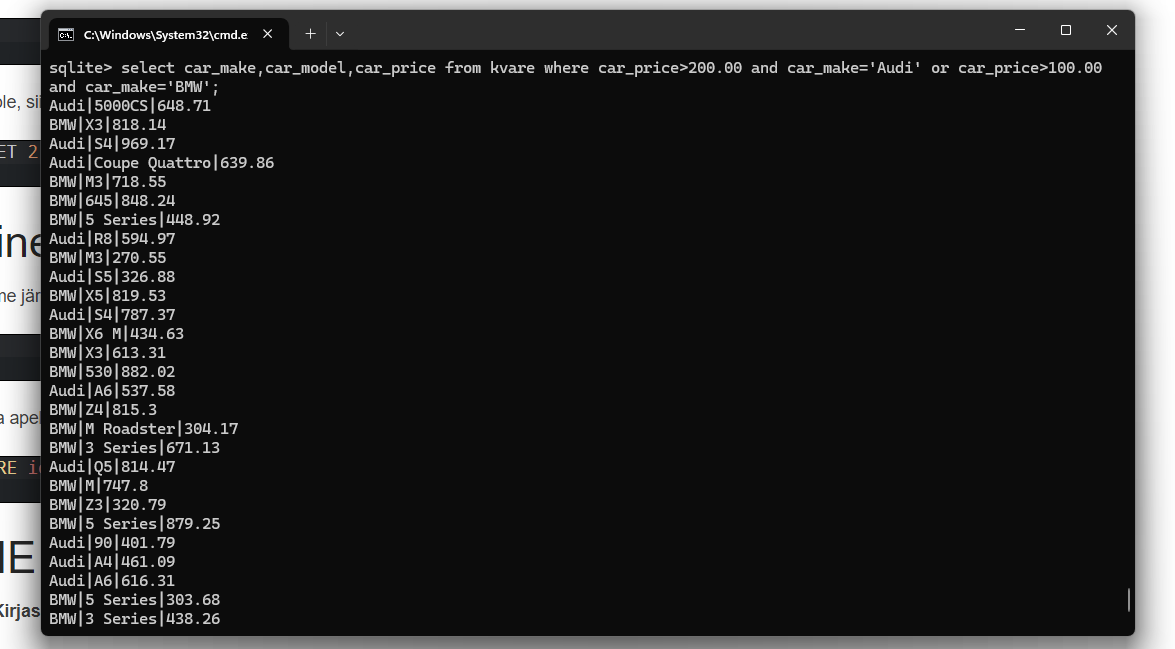 C:\Windows\System32\cmd.e
sqlite> select car_make,car_model,car_price from kvare where car_price>200.00 and car_make='Audi' or car_price>100.00
and car_make='BMW';
Audi|5000CS|648.71
BMW|X3|818.14
Audi|S4|969.17
Audi|Coupe Quattro|639.86
BMW|M3|718.55
BMW|645|848.24
BMW|5 Series|448.92
Audi|R8|594.97
BMW|M3|270.55
Audi|S5|326.88
BMW|X5|819.53
Audi|S4|787.37
BMW|X6 M|434.63
BMW|X3|613.31
BMW|530|882.02
Audi|A6|537.58
BMW|Z4|815.3
BMW|M Roadster|304.17
BMW|3 Series|671.13
Audi|Q5|814.47
BMW|M|747.8
BMW|Z3|320.79
BMW|5 Series|879.25
Audi|90|401.79
Audi|A4|461.09
Audi|A6|616.31
BMW|5 Series|303.68
BMW|3 Series|438.26